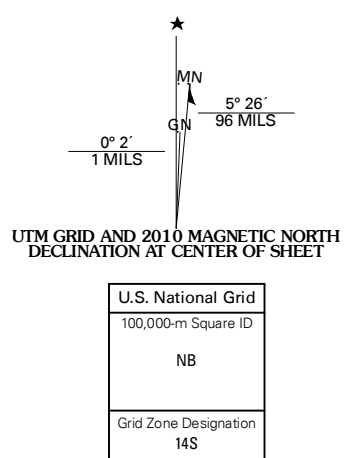 ★
MN
GN
5° 26´
96 MILS
0° 2´
1 MILS
UTM GRID AND 2010 MAGNETIC NORTH
DECLINATION AT CENTER OF SHEET
U.S. National Grid
100,000-m Square ID
NB
Grid Zone Designation
14S